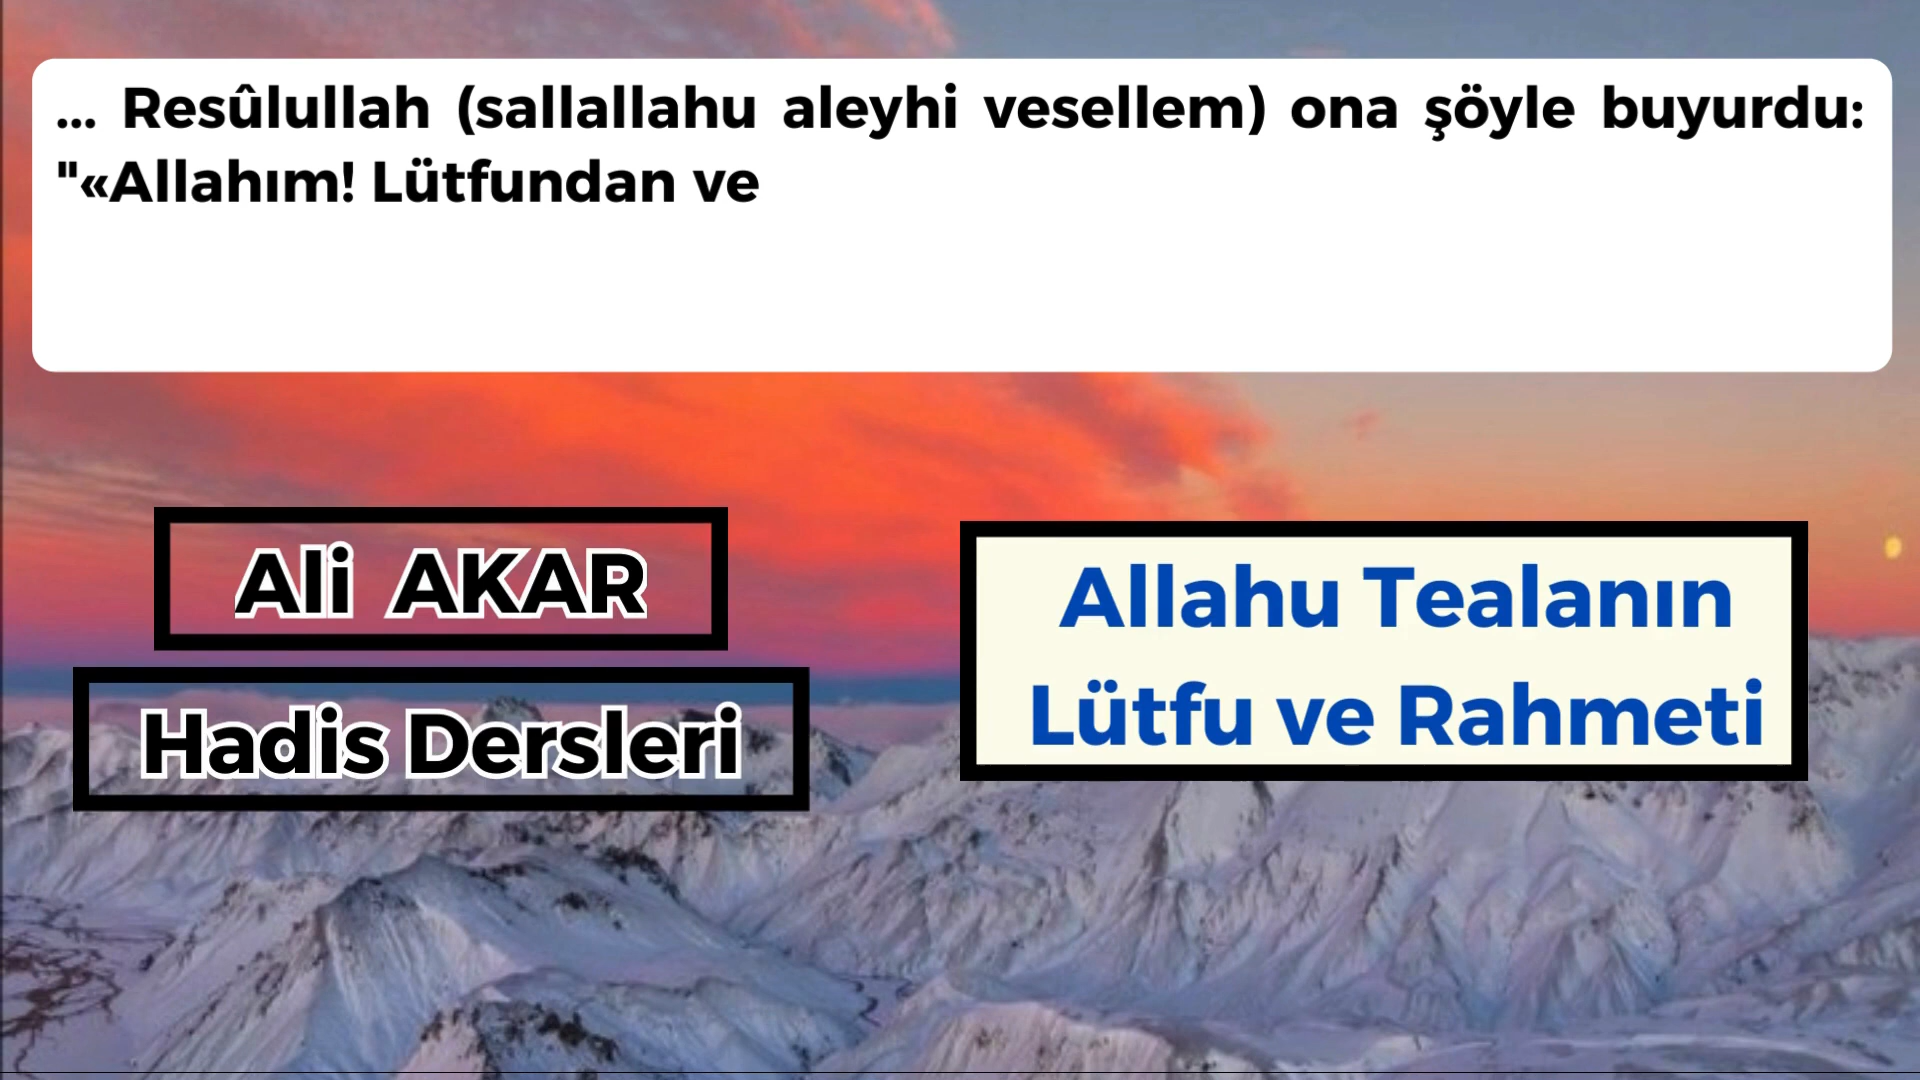 ... Resûlullah (sallallahu aleyhi vesellem) ona şöyle buyurdu:
"«Allahım! Lütfundan ve
Ali AKAR
Hadis Dersleri
Allahu Tealanın
Lütfu ve Rahmeti